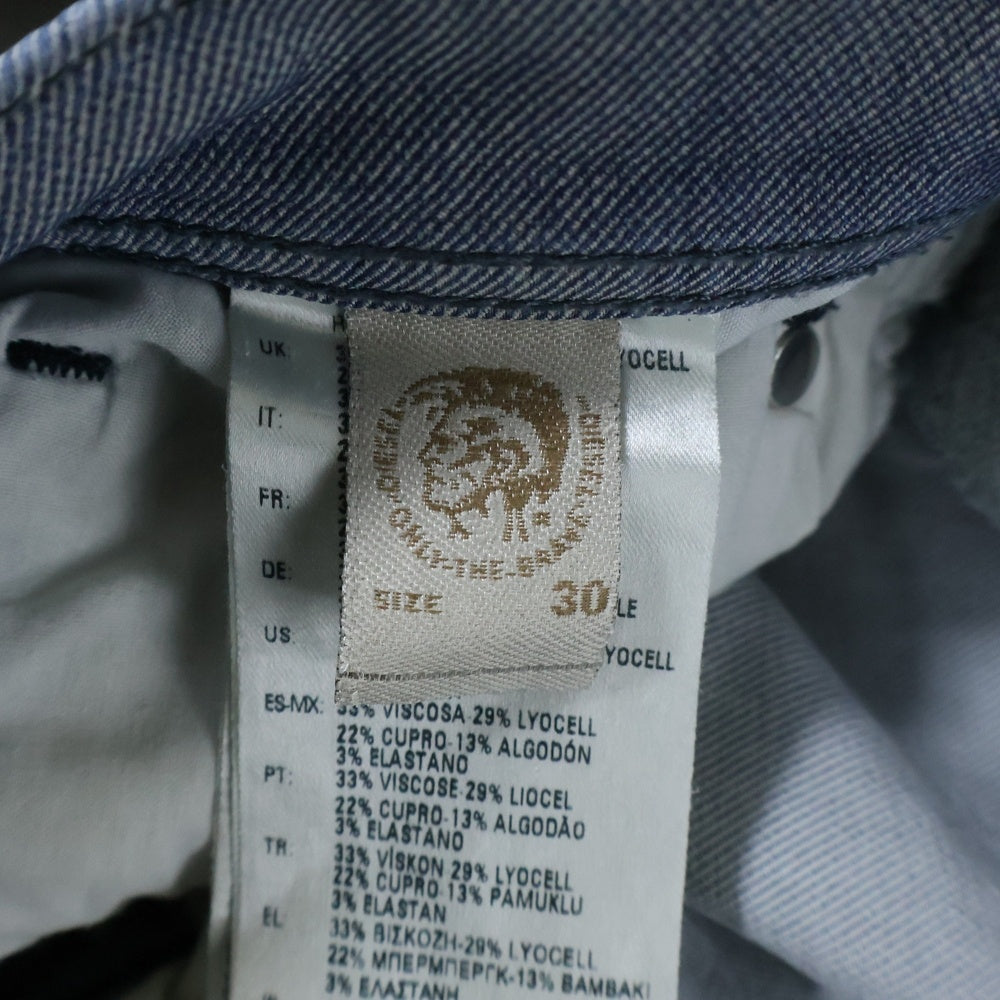 UK:
YOCELL
IT:
FR:
DE:
US:
DIESEL
DIESEL
ONLY-THE-BRAVE
SIZE 30
LE
YOCELL
ES-MX: 33% VISCOSA-29% LYOCELL
22% CUPRO-13% ALGODÓN
3% ELASTANO
PT: 33% VISCOSE-29% LIOCEL
22% CUPRO-13% ALGODÃO
3% ELASTANO
TR: 33% VİSKON 29% LYOCELL
22% CUPRO-13% PAMUKLU
3% ELASTAN
EL 33% ΒΙΣΚΟΖΗ-29% LYOCELL
22% ΜΠΕΡΜΠΕΡΓΚ-13% ΒΑΜΒΑΚΙ
3% ΕΛΑΣΤΑΝΗ